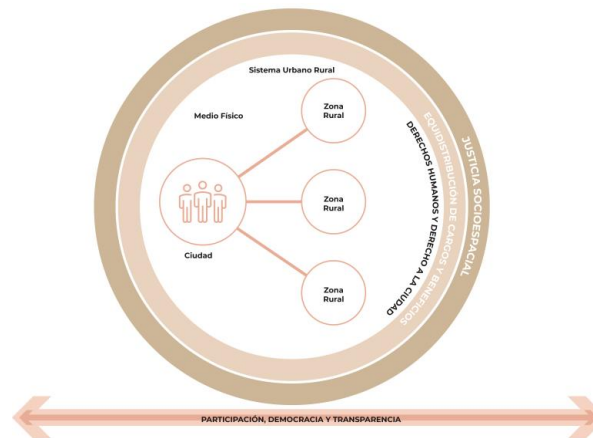 Sistema Urbano Rural
Zona
Rural
Medio Físico
Zona
Rural
Ciudad
Zona
Rural
DERECHOS HUMANOS Y DERECHO A LA CIUDAD
EQUIDISTRIBUCIÓN DE CARGOS Y BENEFICIOS
JUSTICIA SOCIOESPACIAL
PARTICIPACIÓN, DEMOCRACIA Y TRANSPARENCIA